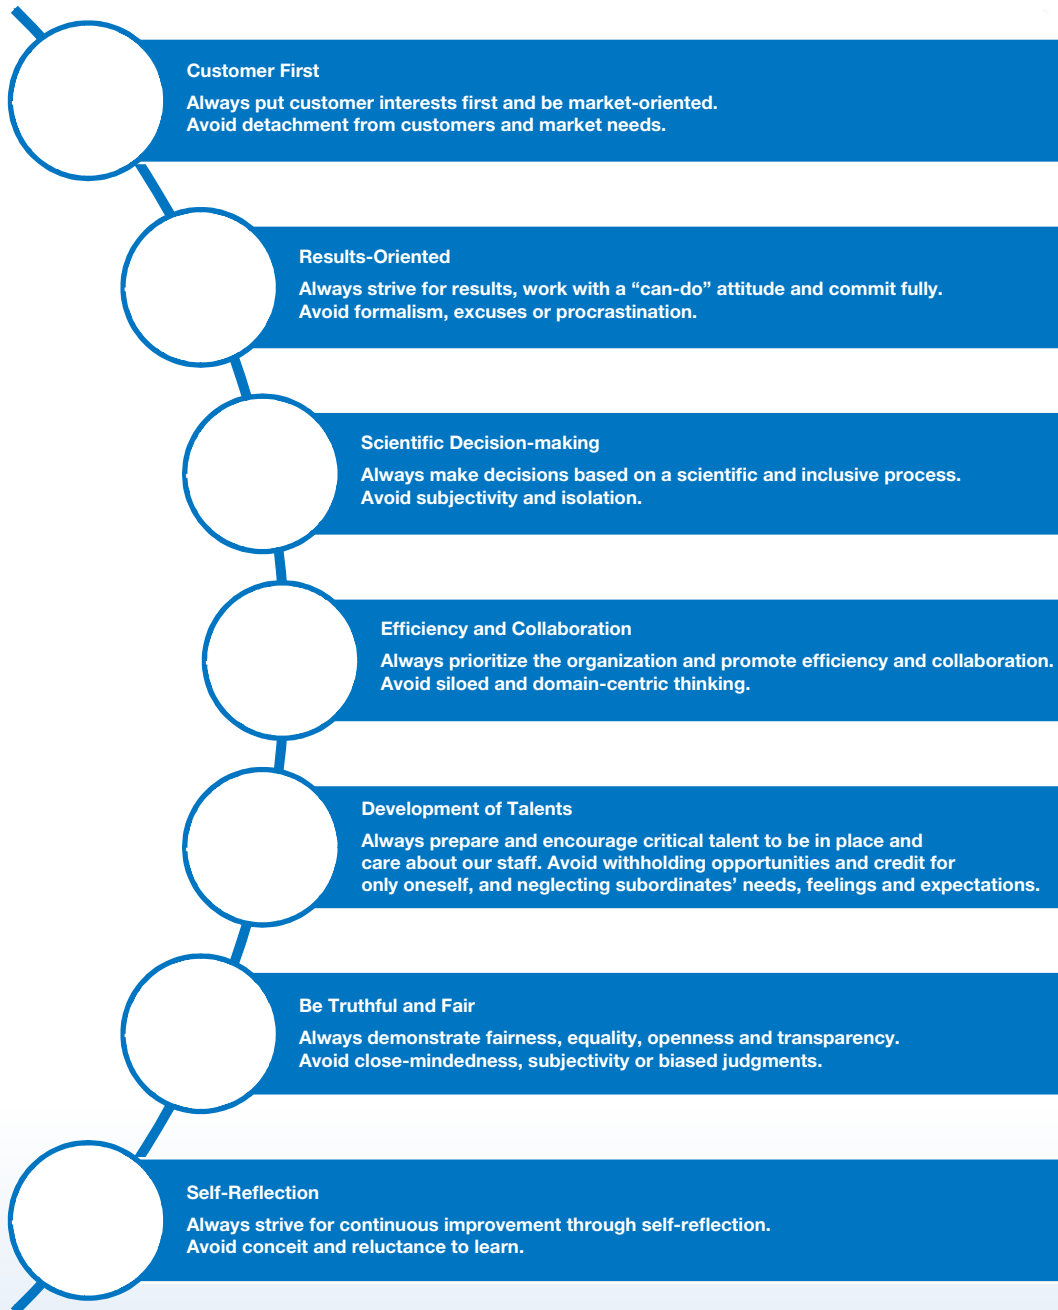 Customer First
Always put customer interests first and be market-oriented.
Avoid detachment from customers and market needs.
Results-Oriented
Always strive for results, work with a “can-do” attitude and commit fully.
Avoid formalism, excuses or procrastination.
Scientific Decision-making
Always make decisions based on a scientific and inclusive process.
Avoid subjectivity and isolation.
Efficiency and Collaboration
Always prioritize the organization and promote efficiency and collaboration.
Avoid siloed and domain-centric thinking.
Development of Talents
Always prepare and encourage critical talent to be in place and
care about our staff. Avoid withholding opportunities and credit for
only oneself, and neglecting subordinates’ needs, feelings and expectations.
Be Truthful and Fair
Always demonstrate fairness, equality, openness and transparency.
Avoid close-mindedness, subjectivity or biased judgments.
Self-Reflection
Always strive for continuous improvement through self-reflection.
Avoid conceit and reluctance to learn.